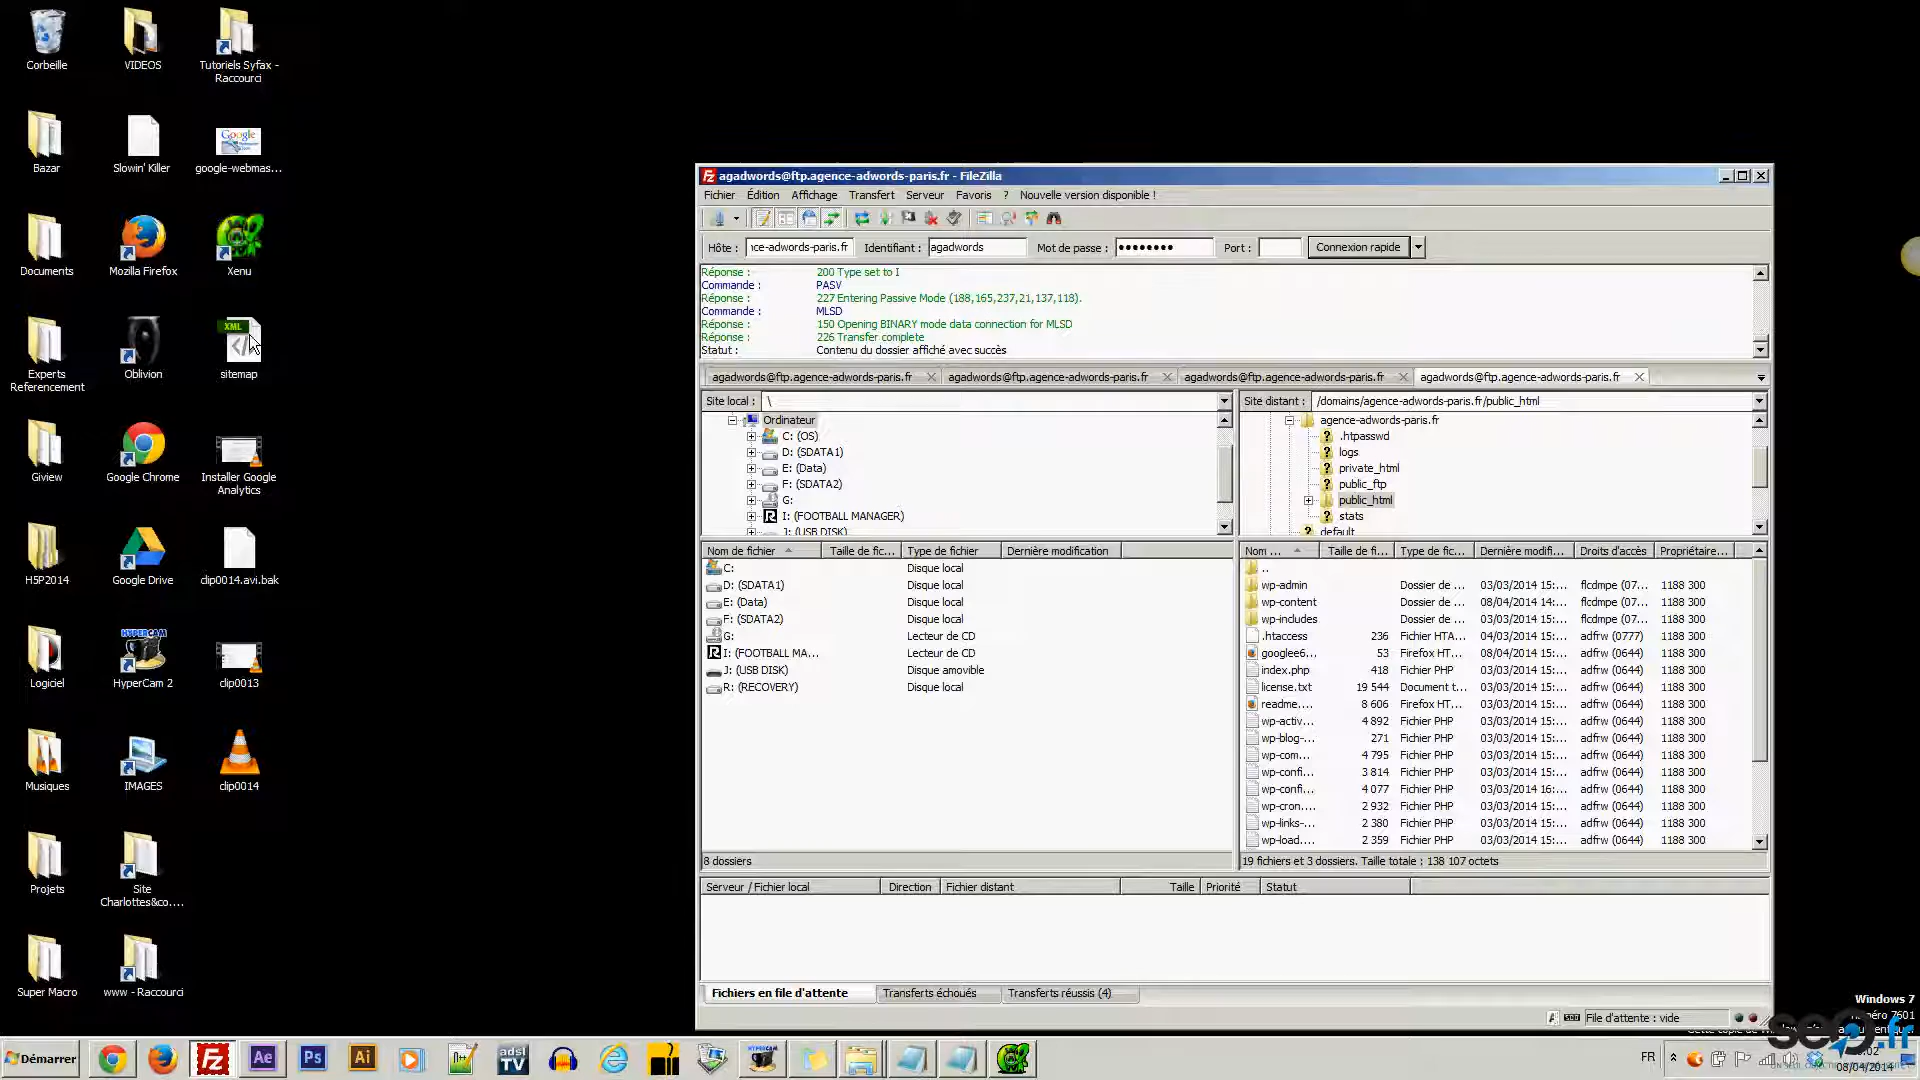 Corbeille
VIDEOS
Tutoriels Syfax -
Raccourci
Bazar
Slowin' Killer
Google
google-webmas...
Documents
Mozilla Firefox
Xenu
Experts
Referencement
Oblivion
XML
sitemap
Giview
Google Chrome
Installer Google
Analytics
H5P2014
Google Drive
clip0014.avi.bak
Logiciel
HYPERCAM
HyperCam 2
clip0013
Musiques
IMAGES
clip0014
Projets
Site
Charlottes&co....
Super Macro
www - Raccourci
agadwords@ftp.agence-adwords-paris.fr - FileZilla
Fichier Édition Affichage Transfert Serveur Favoris ? Nouvelle version disponible !
Hôte : ıce-adwords-paris.fr Identifiant : agadwords Mot de passe : ●●●●●●●● Port : Connexion rapide
Réponse : 200 Type set to I
Commande : PASV
Réponse : 227 Entering Passive Mode (188,165,237,21,137,118).
Commande : MLSD
Réponse : 150 Opening BINARY mode data connection for MLSD
Réponse : 226 Transfer complete
Statut : Contenu du dossier affiché avec succès
agadwords@ftp.agence-adwords-paris.fr agadwords@ftp.agence-adwords-paris.fr agadwords@ftp.agence-adwords-paris.fr agadwords@ftp.agence-adwords-paris.fr
Site local : \
Ordinateur
C: (OS)
D: (SDATA1)
E: (Data)
F: (SDATA2)
G:
I: (FOOTBALL MANAGER)
J: (USB DISK)
Site distant : /domains/agence-adwords-paris.fr/public_html
agence-adwords-paris.fr
.htpasswd
logs
private_html
public_ftp
public_html
stats
default
Nom de fichier Taille de fic... Type de fichier Dernière modification
C: Disque local
D: (SDATA1) Disque local
E: (Data) Disque local
F: (SDATA2) Disque local
G: Lecteur de CD
I: (FOOTBALL MA... Lecteur de CD
J: (USB DISK) Disque amovible
R: (RECOVERY) Disque local
8 dossiers
Nom ... Taille de fi... Type de fic... Dernière modifi... Droits d'accès Propriétaire...
..
wp-admin Dossier de ... 03/03/2014 15:... flcdmpe (07... 1188 300
wp-content Dossier de ... 08/04/2014 14:... flcdmpe (07... 1188 300
wp-includes Dossier de ... 03/03/2014 15:... flcdmpe (07... 1188 300
.htaccess 236 Fichier HTA... 04/03/2014 15:... adfrw (0777) 1188 300
googlee6... 53 Firefox HT... 08/04/2014 15:... adfrw (0644) 1188 300
index.php 418 Fichier PHP 03/03/2014 15:... adfrw (0644) 1188 300
license.txt 19 544 Document t... 03/03/2014 15:... adfrw (0644) 1188 300
readme.... 8 606 Firefox HT... 03/03/2014 15:... adfrw (0644) 1188 300
wp-activ... 4 892 Fichier PHP 03/03/2014 15:... adfrw (0644) 1188 300
wp-blog-... 271 Fichier PHP 03/03/2014 15:... adfrw (0644) 1188 300
wp-com... 4 795 Fichier PHP 03/03/2014 15:... adfrw (0644) 1188 300
wp-confi... 3 814 Fichier PHP 03/03/2014 15:... adfrw (0644) 1188 300
wp-confi... 4 077 Fichier PHP 03/03/2014 16:... adfrw (0644) 1188 300
wp-cron.... 2 932 Fichier PHP 03/03/2014 15:... adfrw (0644) 1188 300
wp-links-... 2 380 Fichier PHP 03/03/2014 15:... adfrw (0644) 1188 300
wp-load.... 2 359 Fichier PHP 03/03/2014 15:... adfrw (0644) 1188 300
19 fichiers et 3 dossiers. Taille totale : 138 107 octets
Serveur / Fichier local Direction Fichier distant Taille Priorité Statut
Fichiers en file d'attente Transferts échoués Transferts réussis (4)
File d'attente : vide
Windows 7
numéro 7601
Démarrer
Fz
Ae
Ps
Ai
adsl
TV
FR
08/04/2014